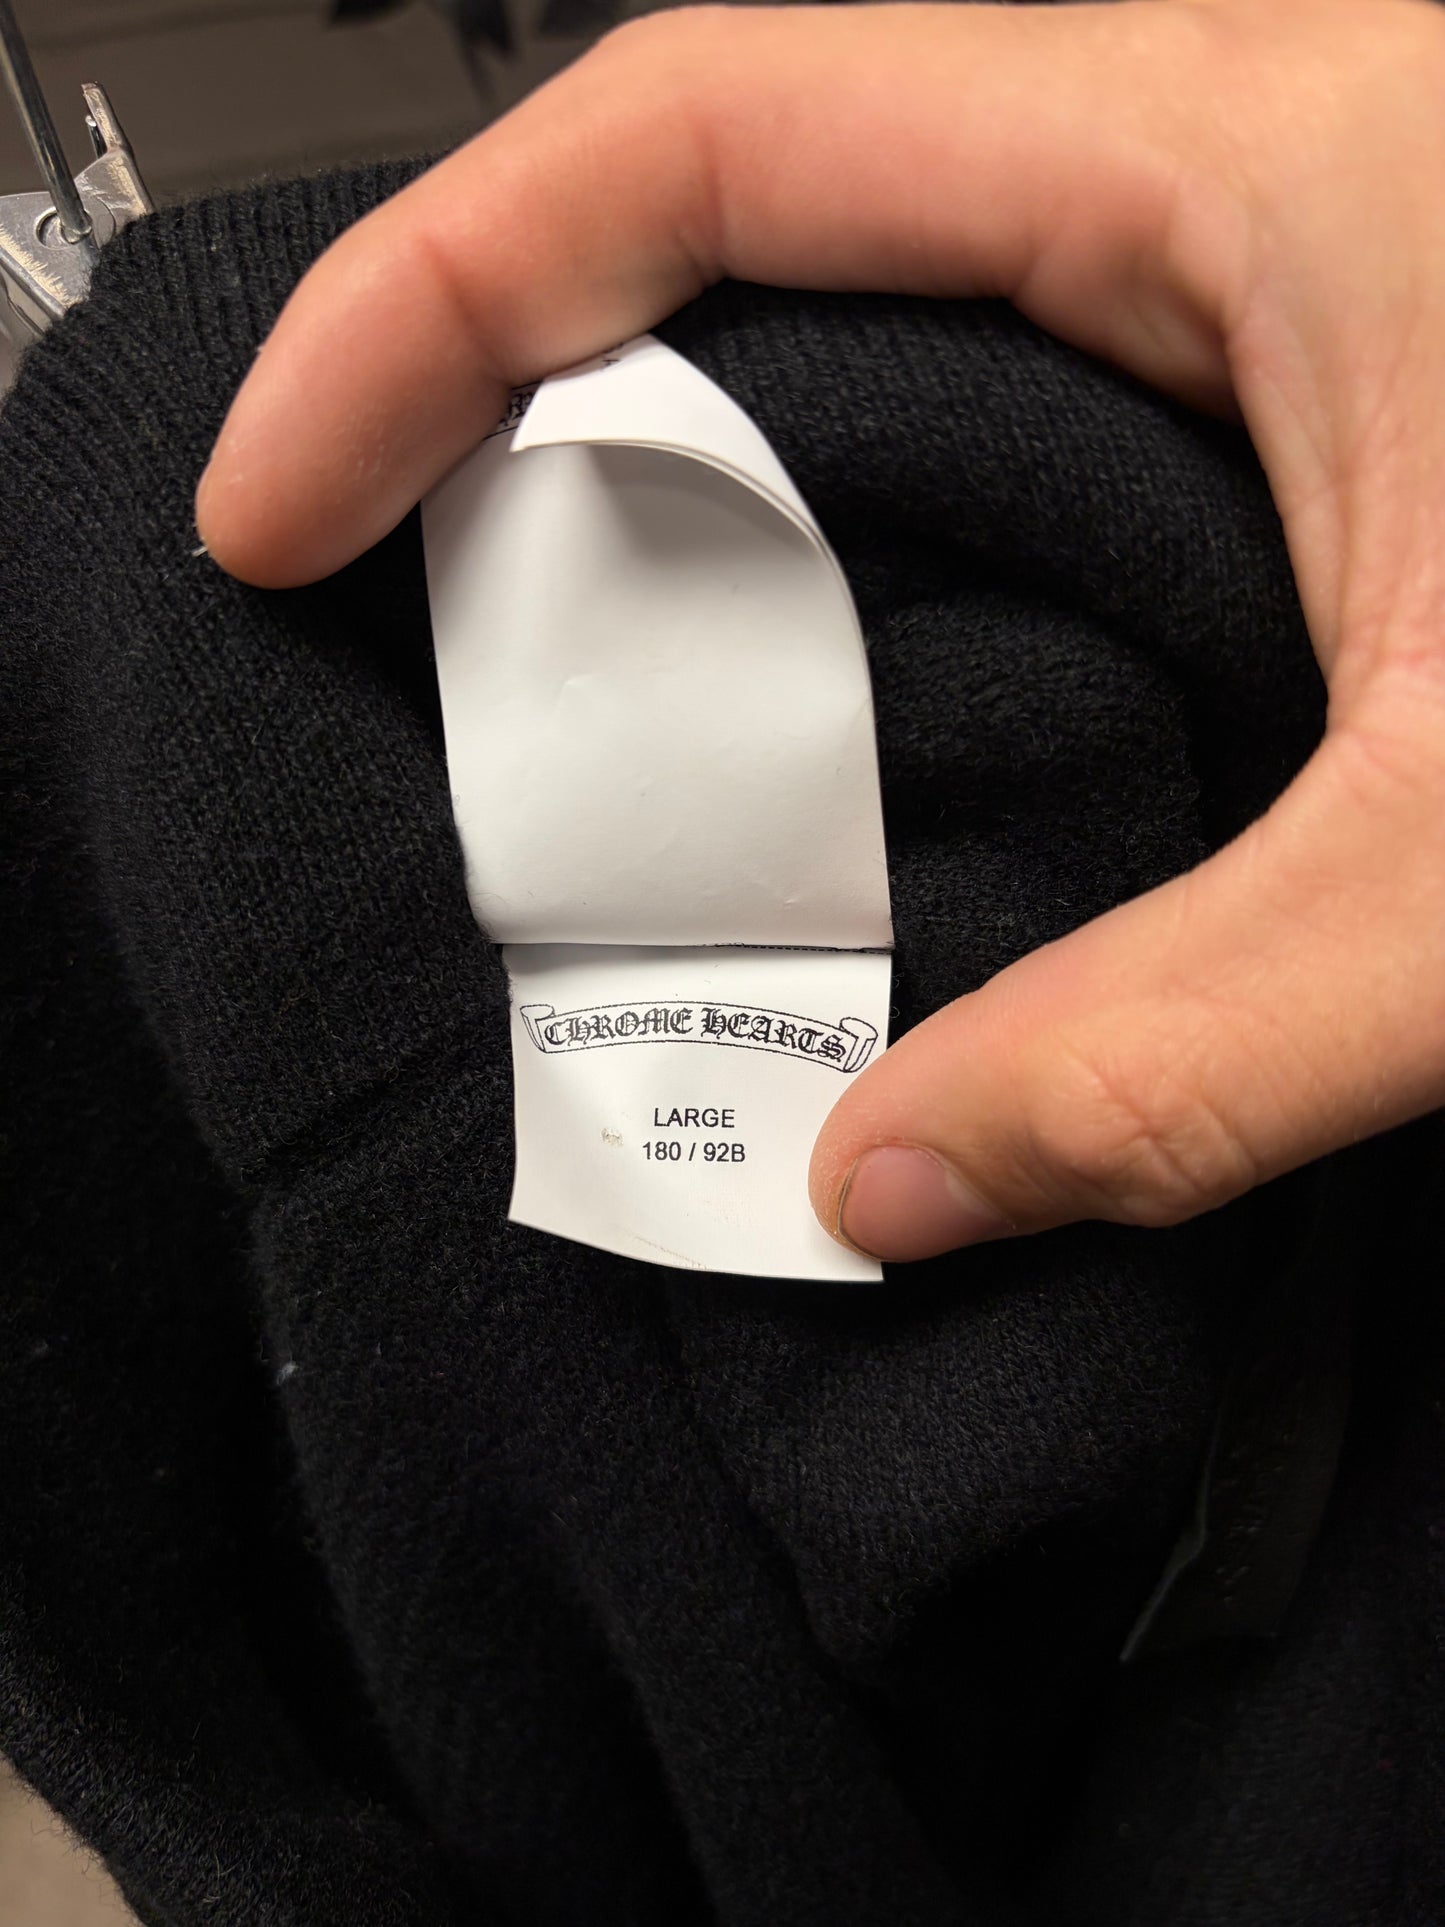 CHROME HEARTS
LARGE
180 / 92B